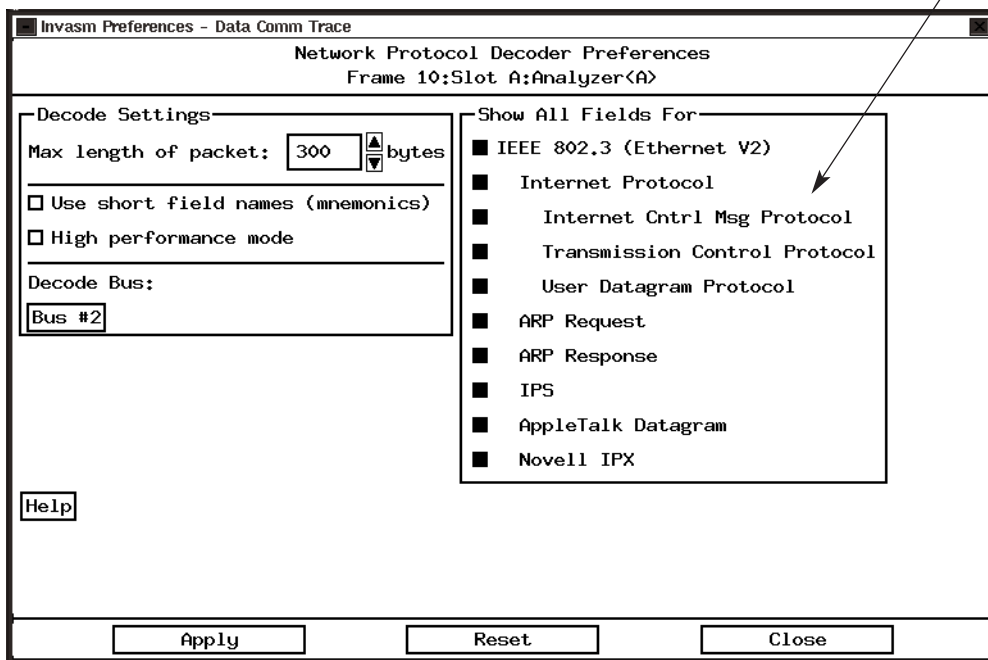 Invasm Preferences - Data Comm Trace
Network Protocol Decoder Preferences
Frame 10:Slot A:Analyzer<A>
Decode Settings
Max length of packet: 300 bytes
Use short field names (mnemonics)
High performance mode
Decode Bus:
Bus #2
Show All Fields For
IEEE 802.3 (Ethernet V2)
Internet Protocol
Internet Cntrl Msg Protocol
Transmission Control Protocol
User Datagram Protocol
ARP Request
ARP Response
IPS
AppleTalk Datagram
Novell IPX
Help
Apply Reset Close